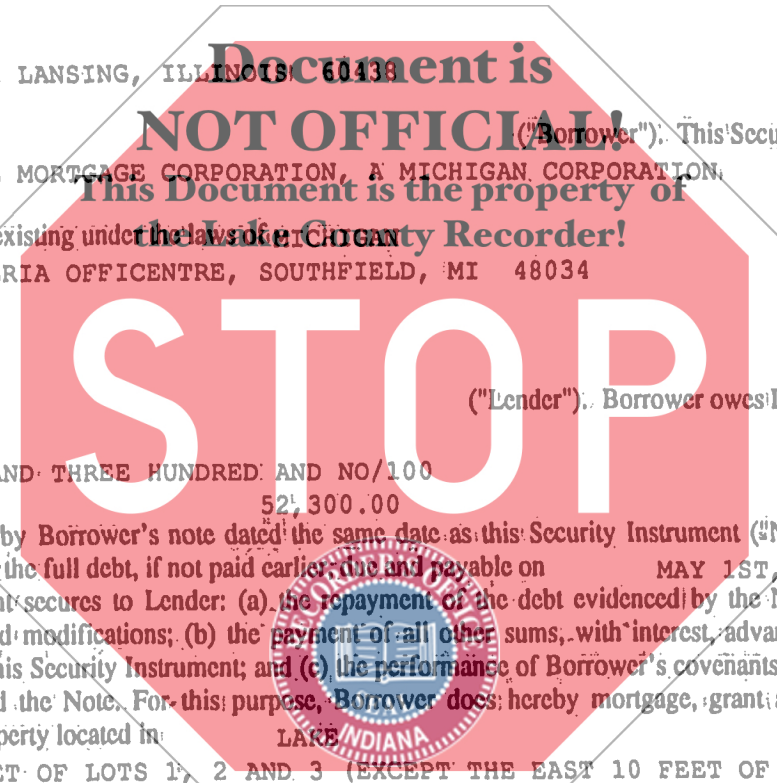 LANSING, ILLINOIS 60438
Document is
NOT OFFICIAL!
("Borrower"). This Secu
MORTGAGE CORPORATION, A MICHIGAN CORPORATION,
This Document is the property of
existing under the laws of MICHIGAN
the Lake County Recorder!
RIA OFFICENTRE, SOUTHFIELD, MI 48034
STOP
("Lender"). Borrower owes
AND THREE HUNDRED AND NO/100
52,300.00
by Borrower's note dated the same date as this Security Instrument ("N
the full debt, if not paid earlier, due and payable on MAY 1ST,
nt secures to Lender: (a) the repayment of the debt evidenced by the N
d modifications; (b) the payment of all other sums, with interest, advan
his Security Instrument; and (c) the performance of Borrower's covenants
d the Note. For this purpose, Borrower does hereby mortgage, grant
perty located in LAKE
INDIANA
ET OF LOTS 1, 2 AND 3 (EXCEPT THE EAST 10 FEET OF